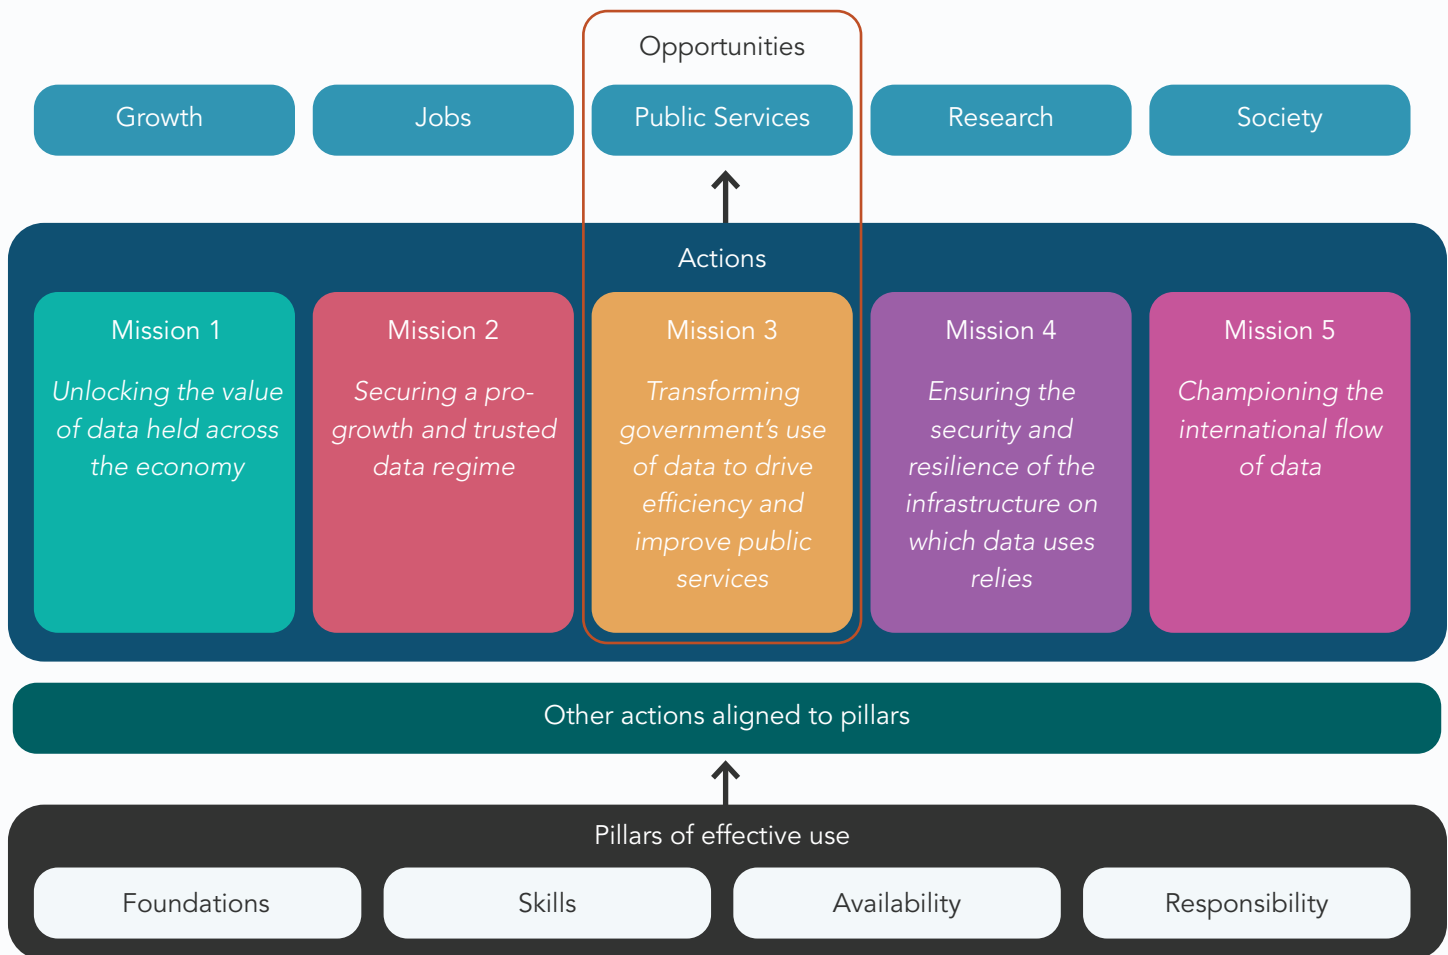 Opportunities
Growth
Jobs
Public Services
Research
Society
Actions
Mission 1
Unlocking the value
of data held across
the economy
Mission 2
Securing a pro-
growth and trusted
data regime
Mission 3
Transforming
government’s use
of data to drive
efficiency and
improve public
services
Mission 4
Ensuring the
security and
resilience of the
infrastructure on
which data uses
relies
Mission 5
Championing the
international flow
of data
Other actions aligned to pillars
Pillars of effective use
Foundations
Skills
Availability
Responsibility